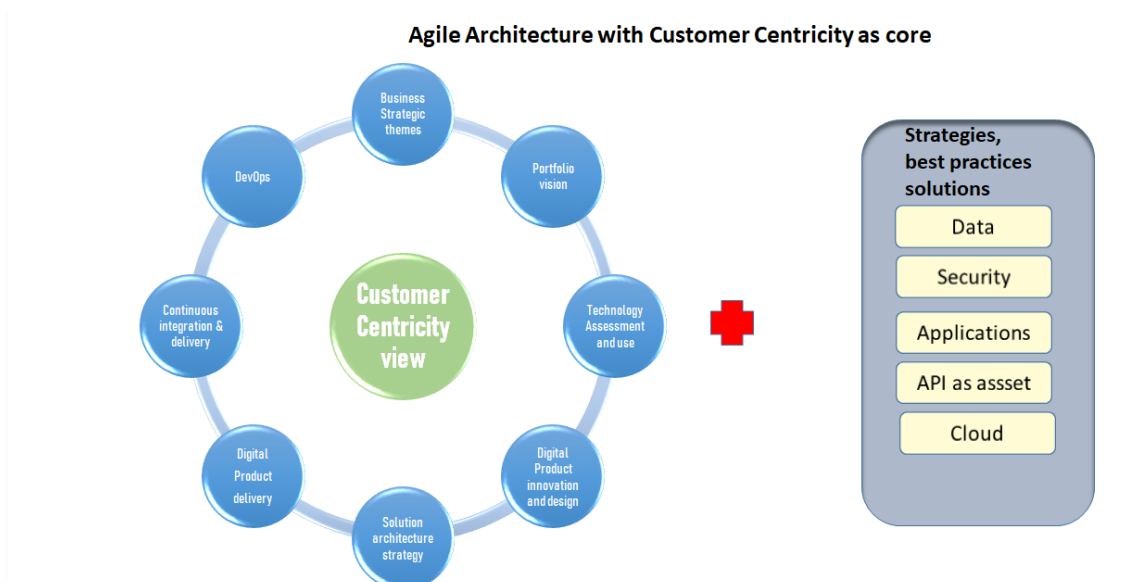 Agile Architecture with Customer Centricity as core
Business
Strategic
themes
Portfolio
vision
Technology
Assessment
and use
Digital
Product
innovation
and design
Solution
architecture
strategy
Digital
Product
delivery
Continuous
integration &
delivery
DevOps
Customer
Centricity
view
Strategies,
best practices
solutions
Data
Security
Applications
API as assset
Cloud